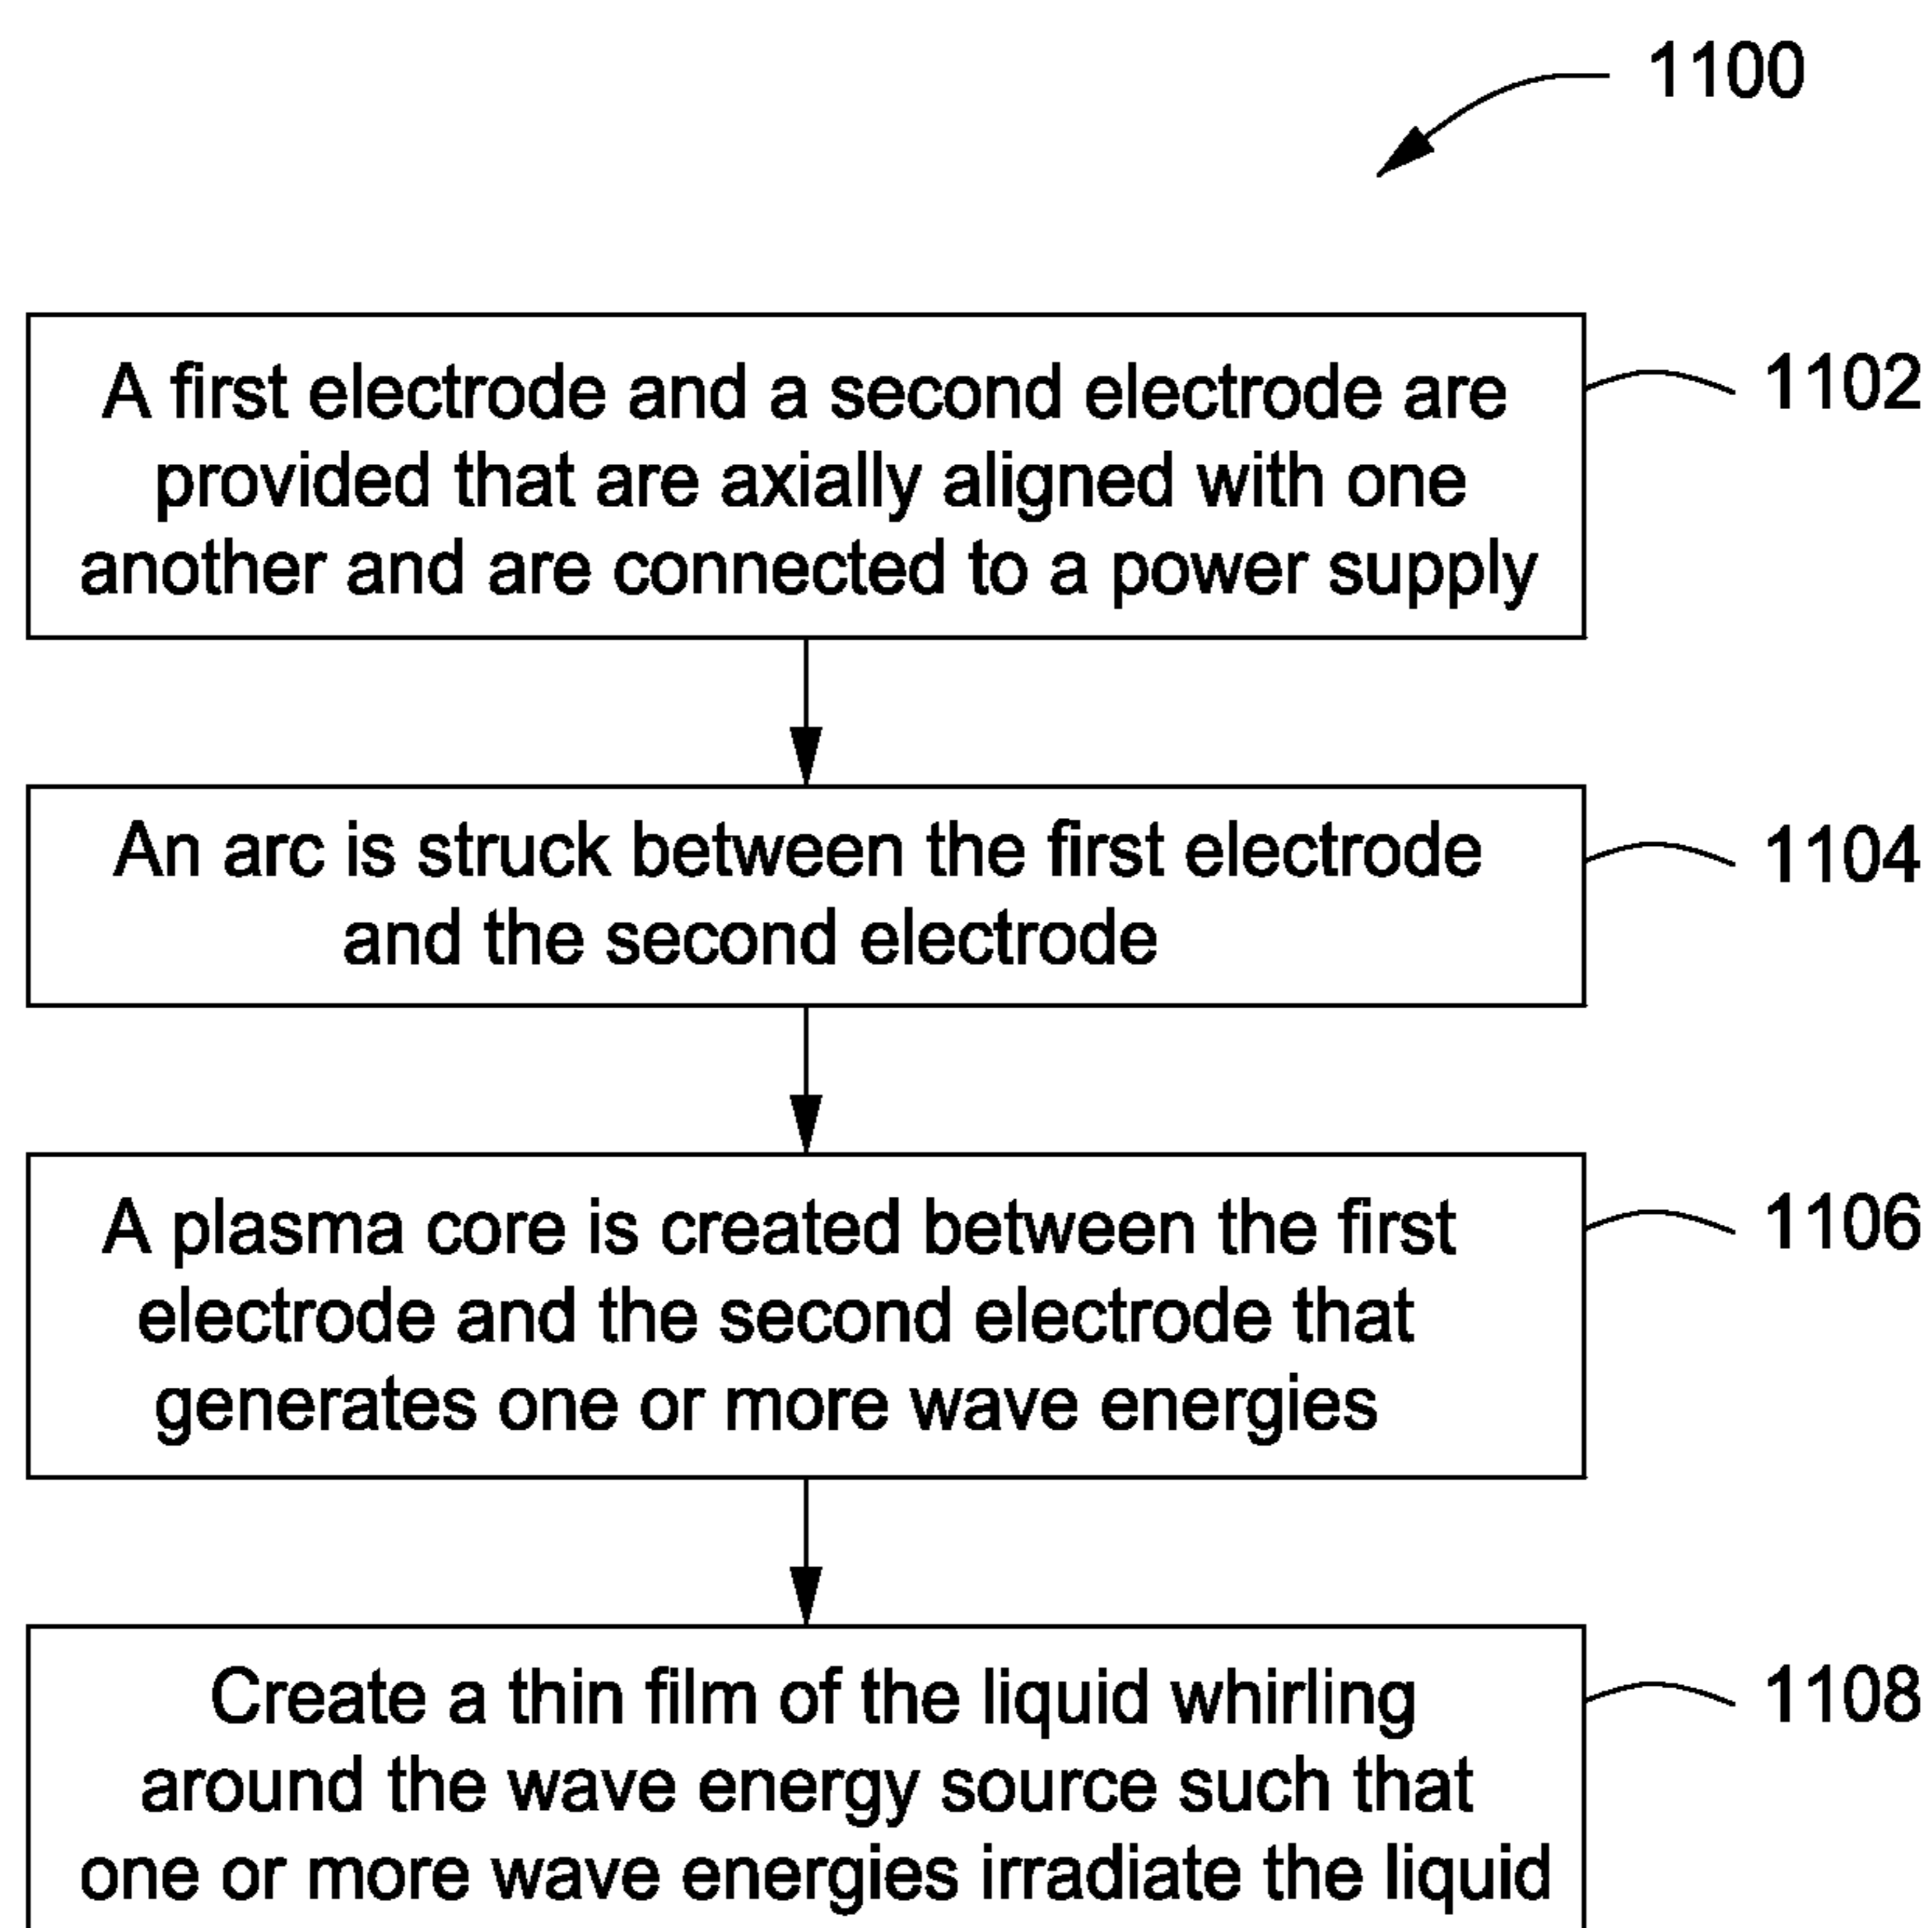 1100
A first electrode and a second electrode are
provided that are axially aligned with one
another and are connected to a power supply
1102
An arc is struck between the first electrode
and the second electrode
1104
A plasma core is created between the first
electrode and the second electrode that
generates one or more wave energies
1106
Create a thin film of the liquid whirling
around the wave energy source such that
one or more wave energies irradiate the liquid
1108